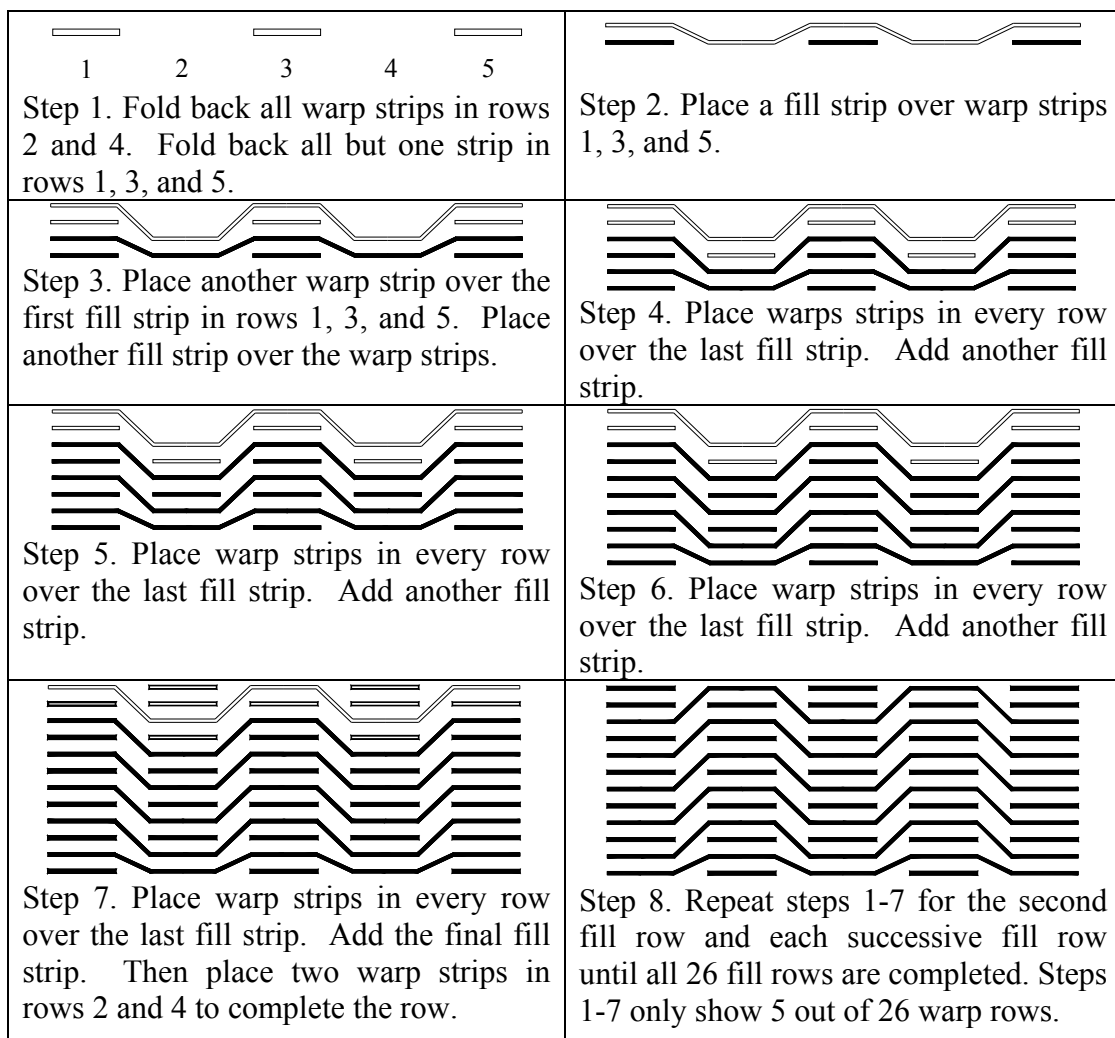 1 2 3 4 5
Step 1. Fold back all warp strips in rows
2 and 4. Fold back all but one strip in
rows 1, 3, and 5.
Step 2. Place a fill strip over warp strips
1, 3, and 5.
Step 3. Place another warp strip over the
first fill strip in rows 1, 3, and 5. Place
another fill strip over the warp strips.
Step 4. Place warps strips in every row
over the last fill strip. Add another fill
strip.
Step 5. Place warp strips in every row
over the last fill strip. Add another fill
strip.
Step 6. Place warp strips in every row
over the last fill strip. Add another fill
strip.
Step 7. Place warp strips in every row
over the last fill strip. Add the final fill
strip. Then place two warp strips in
rows 2 and 4 to complete the row.
Step 8. Repeat steps 1-7 for the second
fill row and each successive fill row
until all 26 fill rows are completed. Steps
1-7 only show 5 out of 26 warp rows.